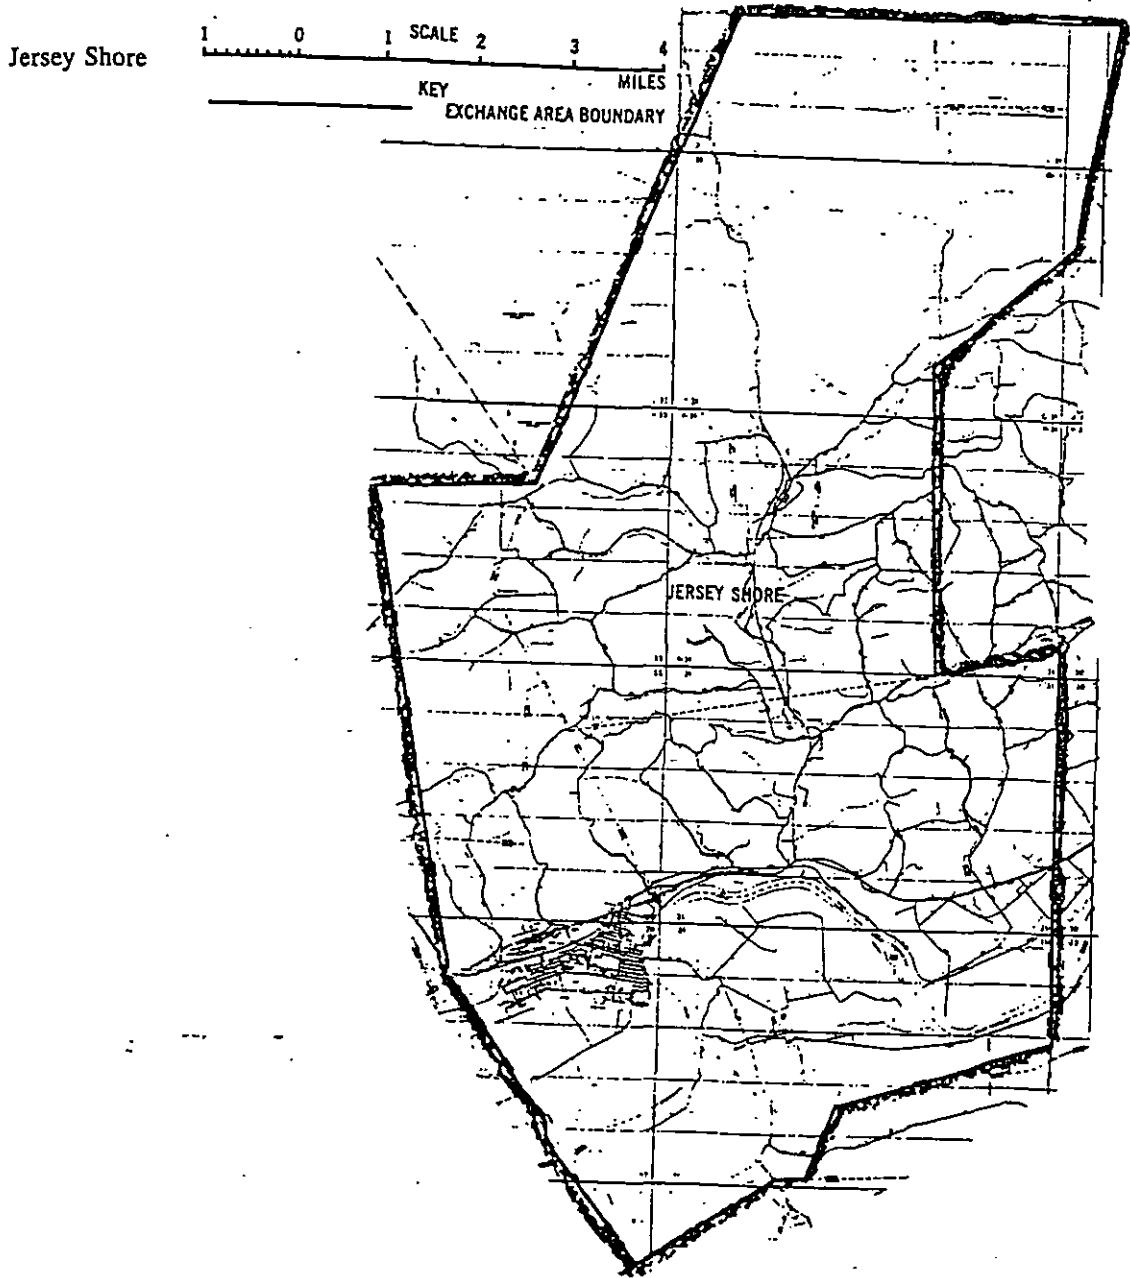 Jersey Shore
1 0 1 SCALE 2 3 4
MILES
KEY
EXCHANGE AREA BOUNDARY
JERSEY SHORE